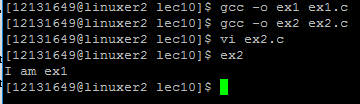 [12131649@linuxer2 lec10]$ gcc -o ex1 ex1.c
[12131649@linuxer2 lec10]$ gcc -o ex2 ex2.c
[12131649@linuxer2 lec10]$ vi ex2.c
[12131649@linuxer2 lec10]$ ex2
I am ex1
[12131649@linuxer2 lec10]$